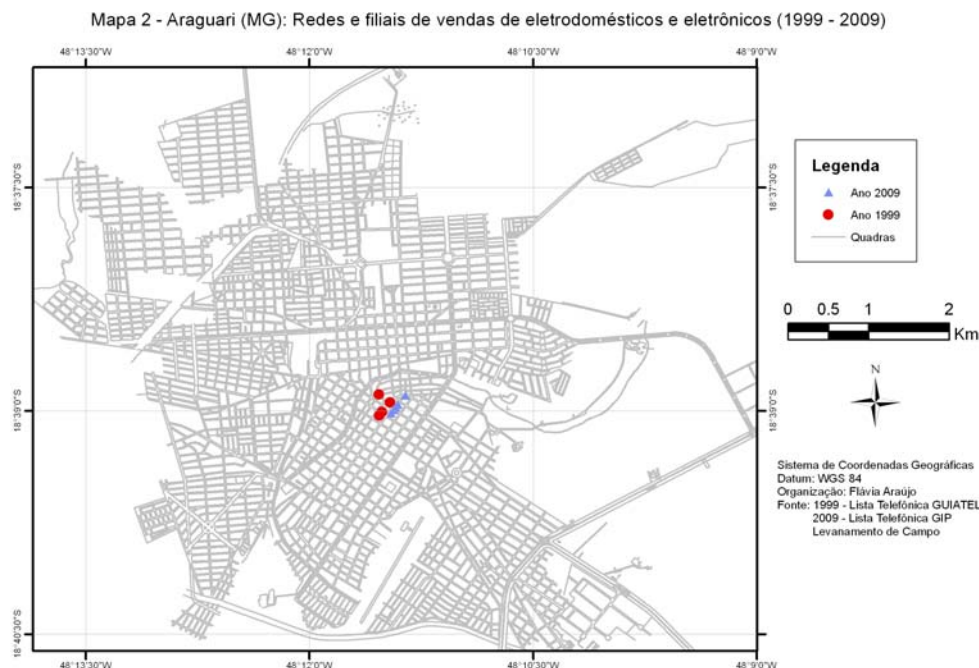 Mapa 2 - Araguari (MG): Redes e filiais de vendas de eletrodomésticos e eletrônicos (1999 - 2009)
48°13'30"W 48°12'0"W 48°10'30"W 48°9'0"W
18°37'30"S 18°37'30"S
18°39'0"S 18°39'0"S
18°40'30"S 18°40'30"S
48°13'30"W 48°12'0"W 48°10'30"W 48°9'0"W
Legenda
Ano 2009
Ano 1999
Quadras
0 0.5 1 2
Km
N
Sistema de Coordenadas Geográficas
Datum: WGS 84
Organização: Flávia Araújo
Fonte: 1999 - Lista Telefônica GUIATEL
2009 - Lista Telefônica GIP
Levanamento de Campo